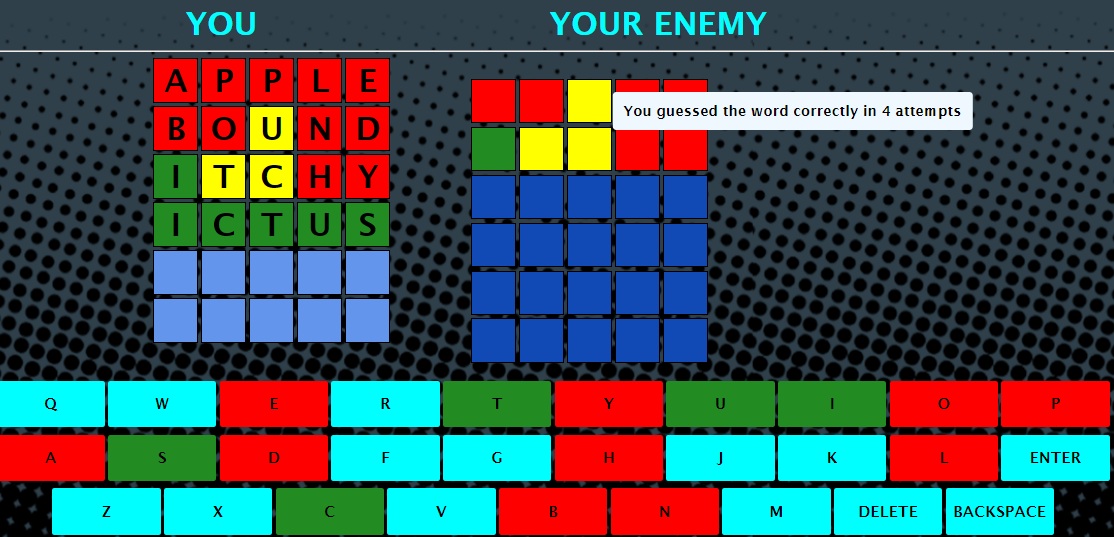 YOU YOUR ENEMY
A P P L E
You guessed the word correctly in 4 attempts
B O U N D
I T C H Y
I C T U S
Q W E R T Y U I O P
A S D F G H J K L ENTER
Z X C V B N M DELETE BACKSPACE